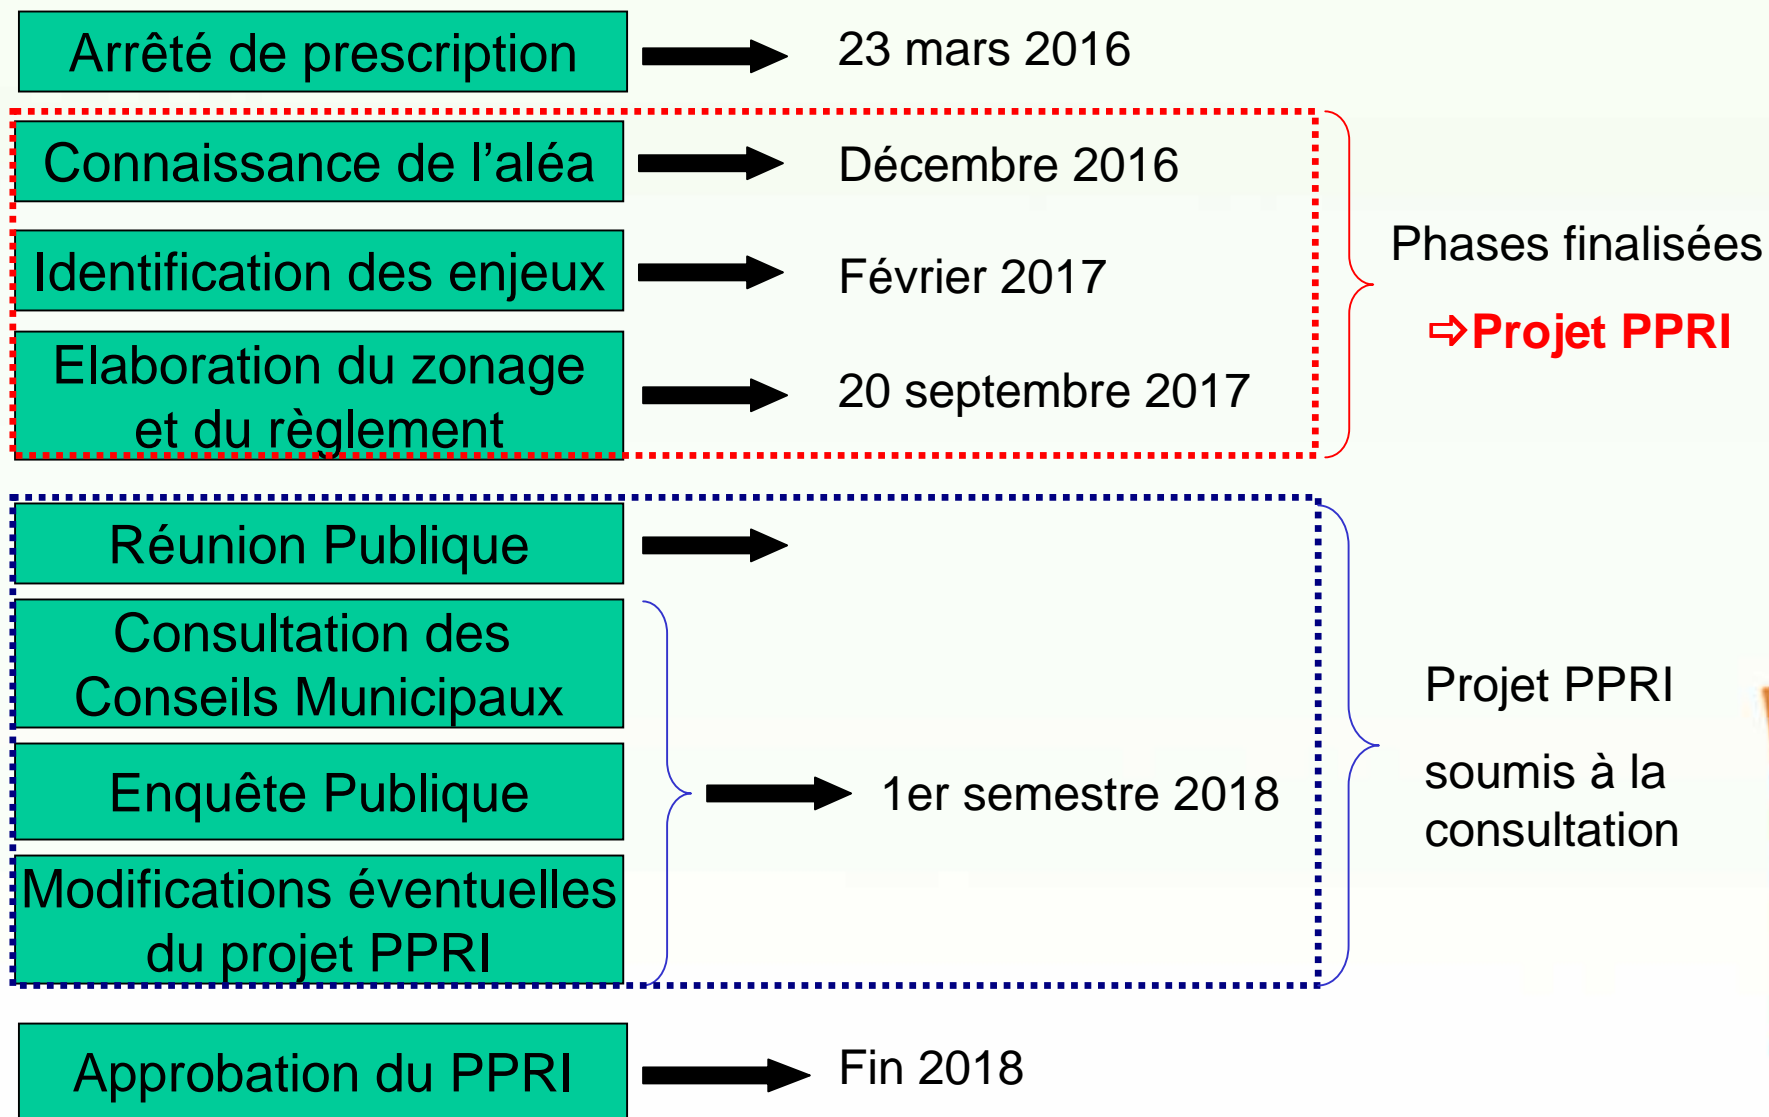 Arrêté de prescription
23 mars 2016
Connaissance de l’aléa
Décembre 2016
Identification des enjeux
Février 2017
Elaboration du zonage
et du règlement
20 septembre 2017
Phases finalisées
⇨Projet PPRI
Réunion Publique
Consultation des
Conseils Municipaux
Enquête Publique
Modifications éventuelles
du projet PPRI
1er semestre 2018
Projet PPRI
soumis à la
consultation
Approbation du PPRI
Fin 2018